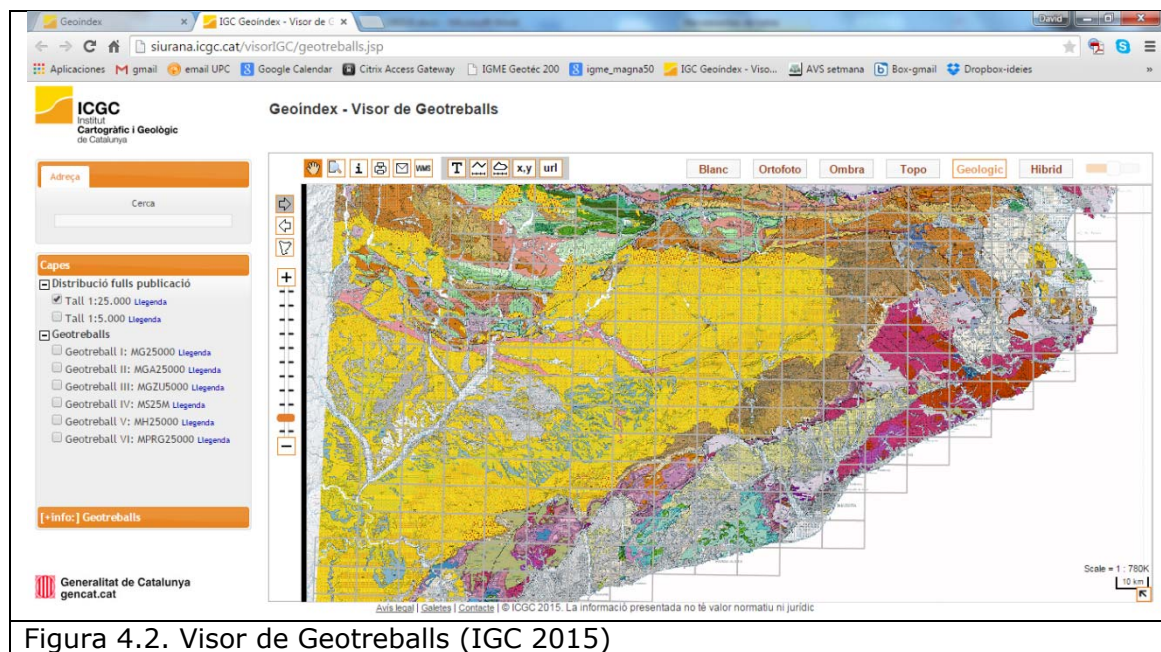 Geoindex
IGC Geoindex - Visor de G
David
siurana.icgc.cat/visorIGC/geotreballs.jsp
Aplicaciones
gmail
email UPC
Google Calendar
Citrix Access Gateway
IGME Geotéc 200
igme_magna50
IGC Geoindex - Viso...
AVS setmana
Box-gmail
Dropbox-ideies
»
ICGC
Institut
Cartogràfic i Geològic
de Catalunya
Geoíndex - Visor de Geotreballs
Adreça
Cerca
WMS
T
x,y
url
Blanc
Ortofoto
Ombra
Topo
Geologic
Hibrid
Capes
Distribució fulls publicació
Tall 1:25.000 Llegenda
Tall 1:5.000 Llegenda
Geotreballs
Geotreball I: MG25000 Llegenda
Geotreball II: MGA25000 Llegenda
Geotreball III: MGZU5000 Llegenda
Geotreball IV: MS25M Llegenda
Geotreball V: MH25000 Llegenda
Geotreball VI: MPRG25000 Llegenda
[+info:] Geotreballs
Generalitat de Catalunya
gencat.cat
Scale = 1 : 780K
10 km
Avís legal | Galetes | Contacte | © ICGC 2015. La informació presentada no té valor normatiu ni jurídic
Figura 4.2. Visor de Geotreballs (IGC 2015)